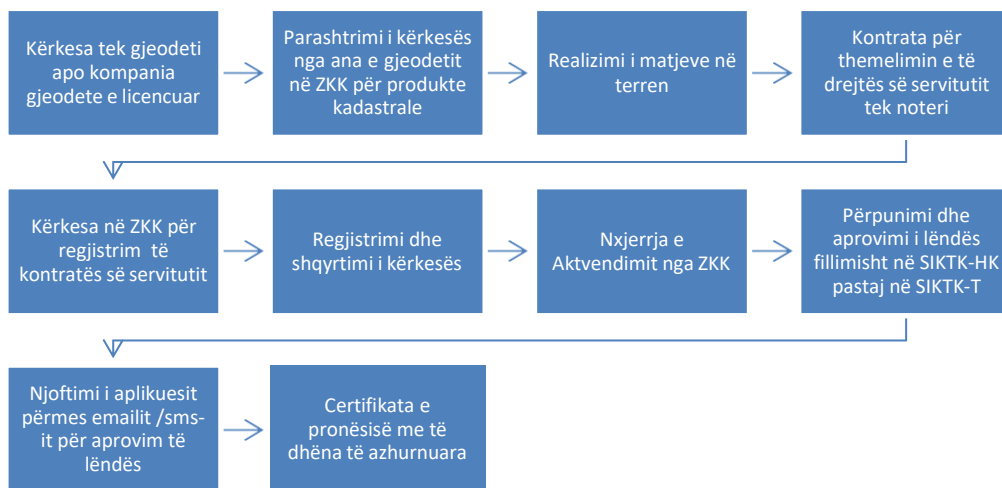 Kërkesa tek gjeodeti
apo kompania
gjeodete e licencuar
Parashtrimi i kërkesës
nga ana e gjeodetit
në ZKK për produkte
kadastrale
Realizimi i matjeve në
terren
Kontrata për
themelimin e të
drejtës së servitutit
tek noteri
Kërkesa në ZKK për
regjistrim të
kontratës së servitutit
Regjistrimi dhe
shqyrtimi i kërkesës
Nxjerrja e
Aktvendimit nga ZKK
Përpunimi dhe
aprovimi i lëndës
fillimisht në SIKTK-HK
pastaj në SIKTK-T
Njoftimi i aplikuesit
përmes emailit /sms-
it për aprovim të
lëndës
Certifikata e
pronësisë me të
dhëna të azhurnuara